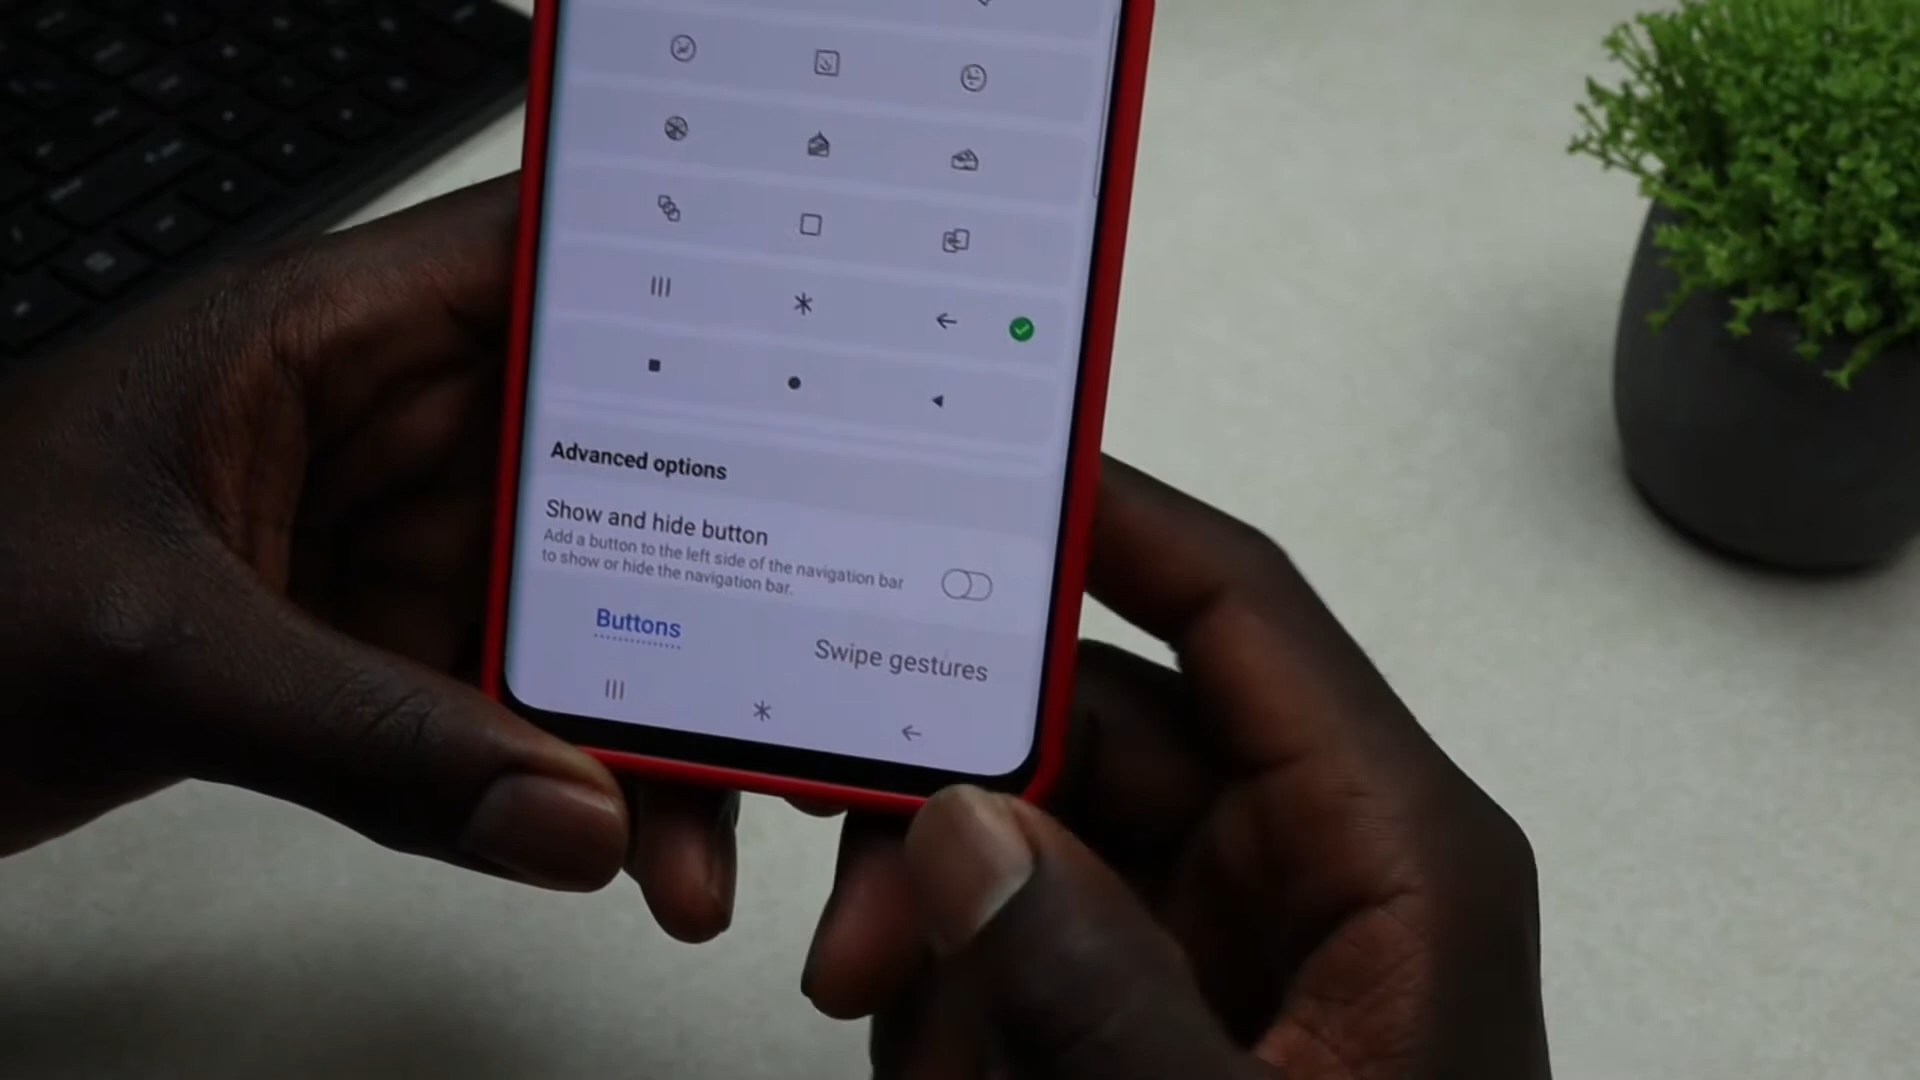 Advanced options
Show and hide button
Add a button to the left side of the navigation bar
to show or hide the navigation bar.
Buttons
Swipe gestures